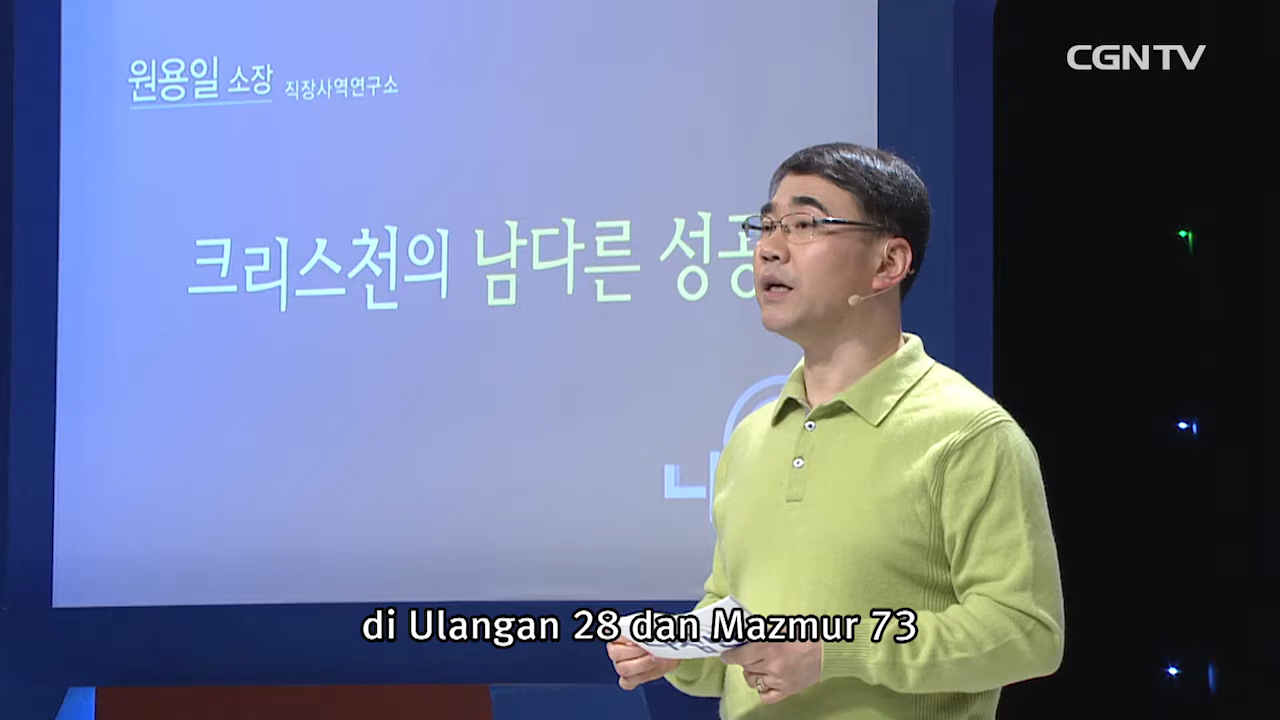 원용일 소장 직장사역연구소
CGNTV
크리스천의 남다른 성공
di Ulangan 28 dan Mazmur 73